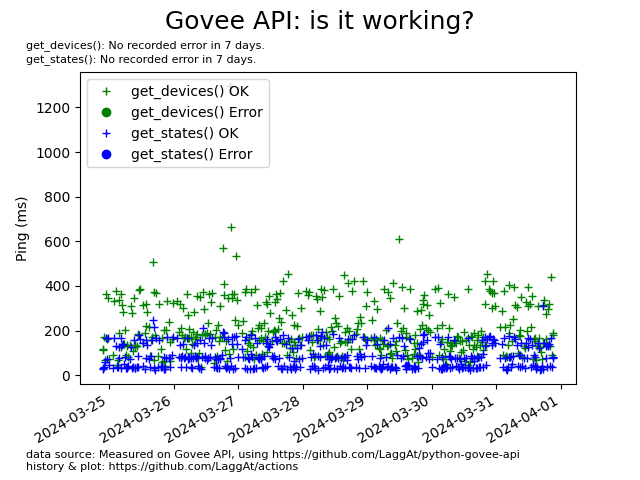 Govee API: is it working?
get_devices(): No recorded error in 7 days.
get_states(): No recorded error in 7 days.
get_devices() OK
get_devices() Error
get_states() OK
get_states() Error
Ping (ms)
1200
1000
800
600
400
200
0
2024-03-25
2024-03-26
2024-03-27
2024-03-28
2024-03-29
2024-03-30
2024-03-31
2024-04-01
data source: Measured on Govee API, using https://github.com/LaggAt/python-govee-api
history & plot: https://github.com/LaggAt/actions